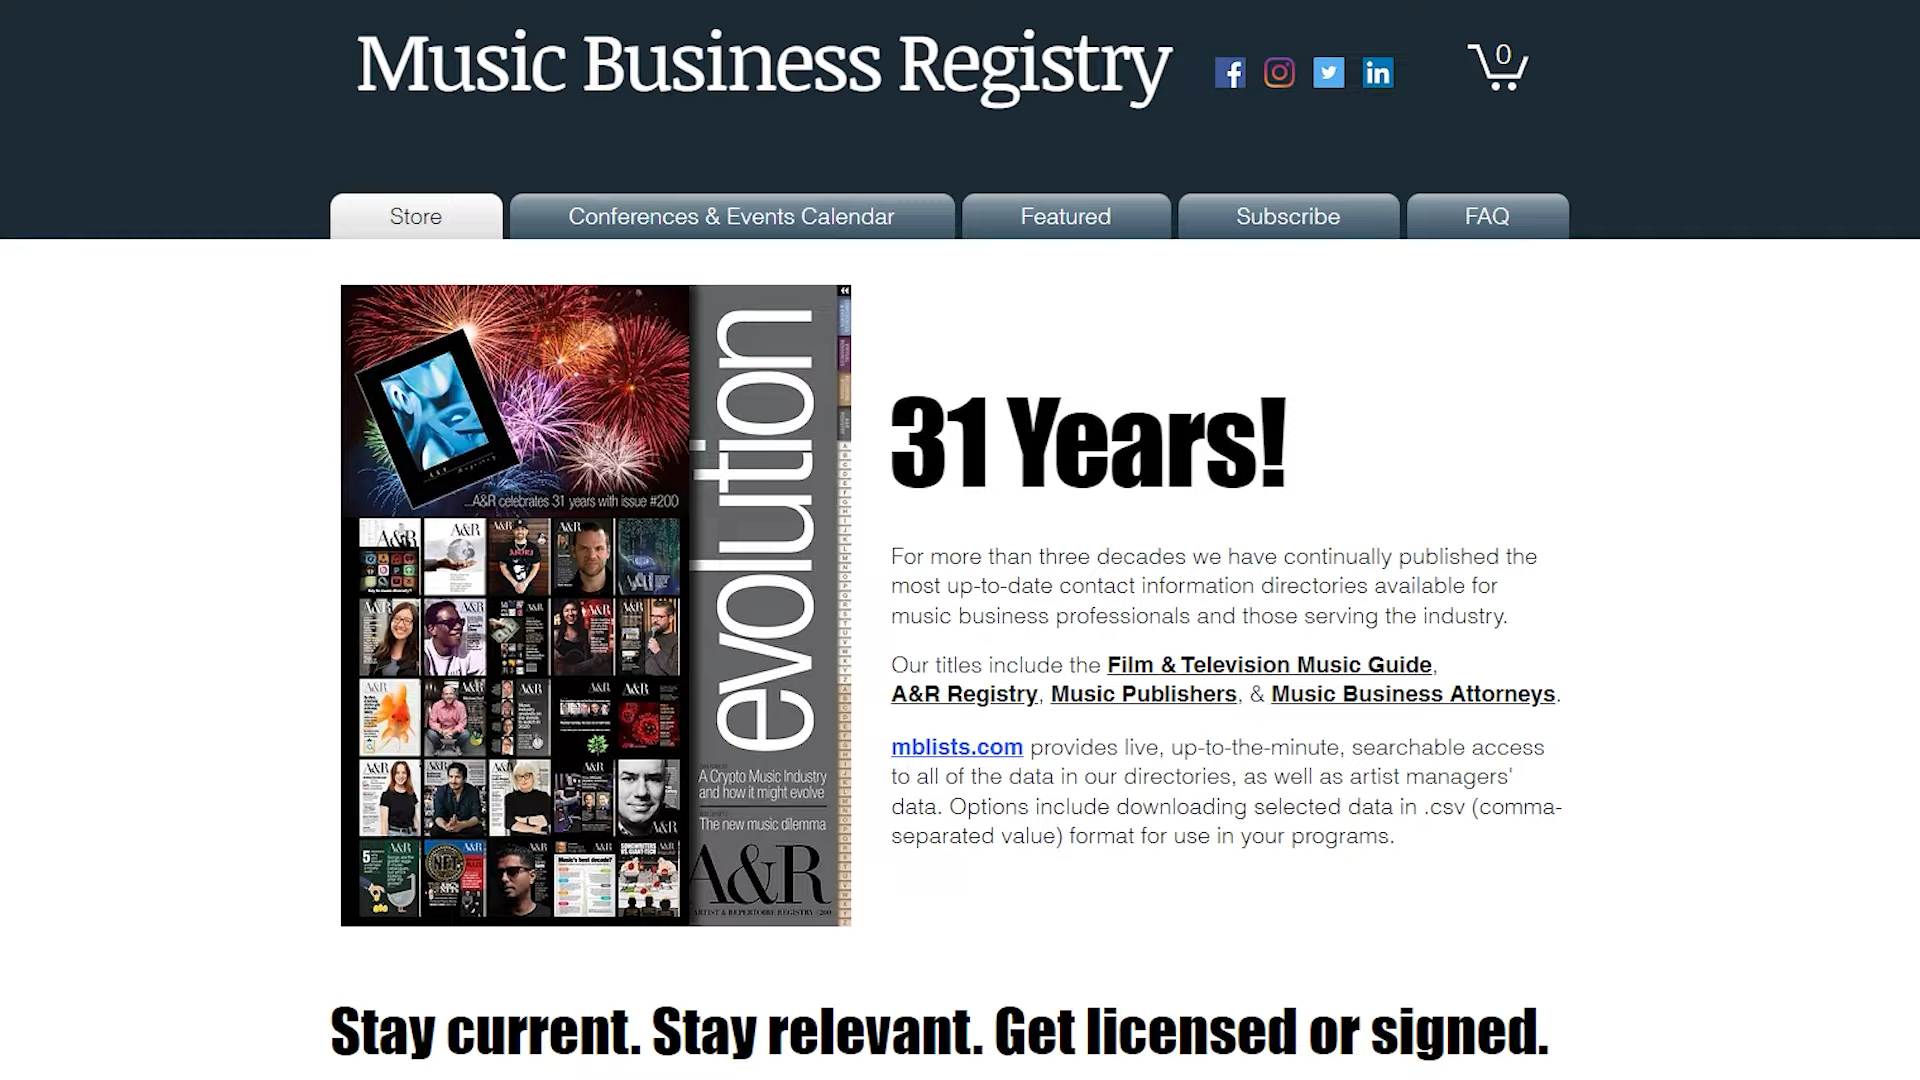 Music Business Registry
0
Store
Conferences & Events Calendar
Featured
Subscribe
FAQ
evolution
...A&R celebrates 31 years with issue #200
A Crypto Music Industry
and how it might evolve
The new music dilemma
A&R
ARTIST & REPERTOIRE REGISTRY #200
31 Years!
For more than three decades we have continually published the
most up-to-date contact information directories available for
music business professionals and those serving the industry.
Our titles include the Film & Television Music Guide,
A&R Registry, Music Publishers, & Music Business Attorneys.
mblists.com provides live, up-to-the-minute, searchable access
to all of the data in our directories, as well as artist managers'
data. Options include downloading selected data in .csv (comma-
separated value) format for use in your programs.
Stay current. Stay relevant. Get licensed or signed.